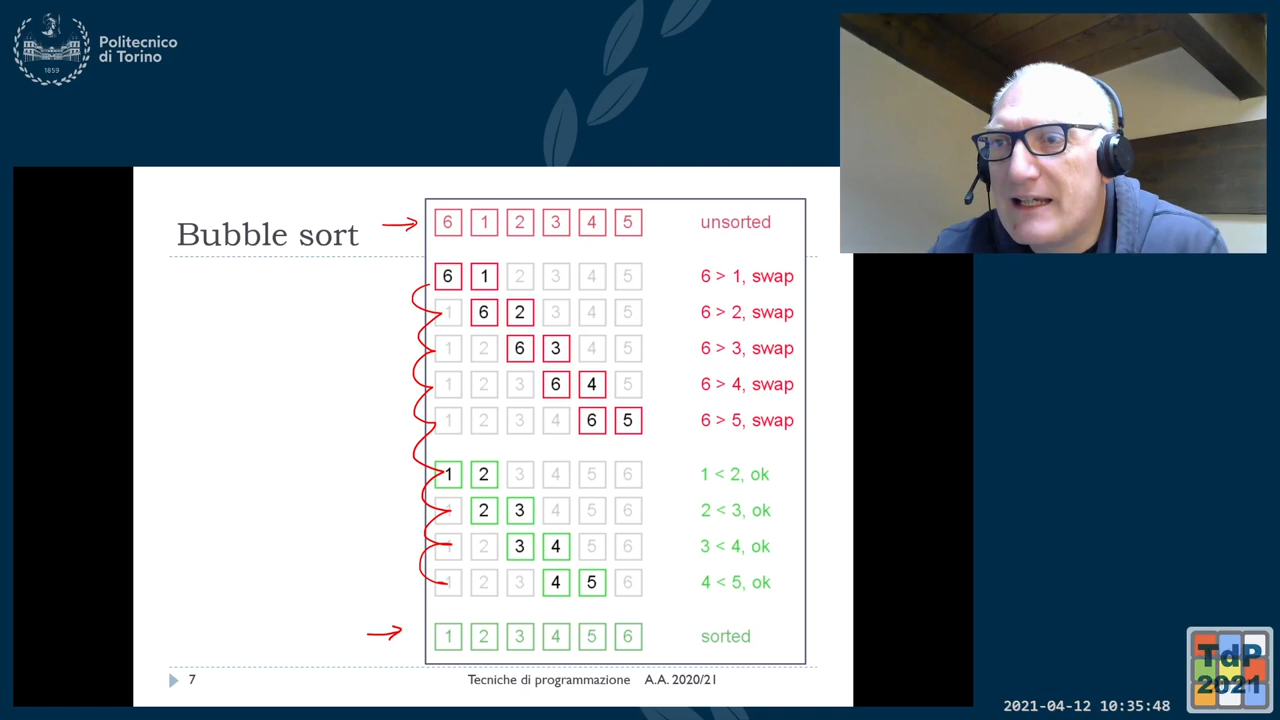 Politecnico
di Torino
1859
Bubble sort
6 1 2 3 4 5 unsorted
6 1 2 3 4 5 6 > 1, swap
1 6 2 3 4 5 6 > 2, swap
1 2 6 3 4 5 6 > 3, swap
1 2 3 6 4 5 6 > 4, swap
1 2 3 4 6 5 6 > 5, swap
1 2 3 4 5 6 1 < 2, ok
1 2 3 4 5 6 2 < 3, ok
1 2 3 4 5 6 3 < 4, ok
1 2 3 4 5 6 4 < 5, ok
1 2 3 4 5 6 sorted
7 Tecniche di programmazione A.A. 2020/21
TdP
2021
2021-04-12 10:35:48